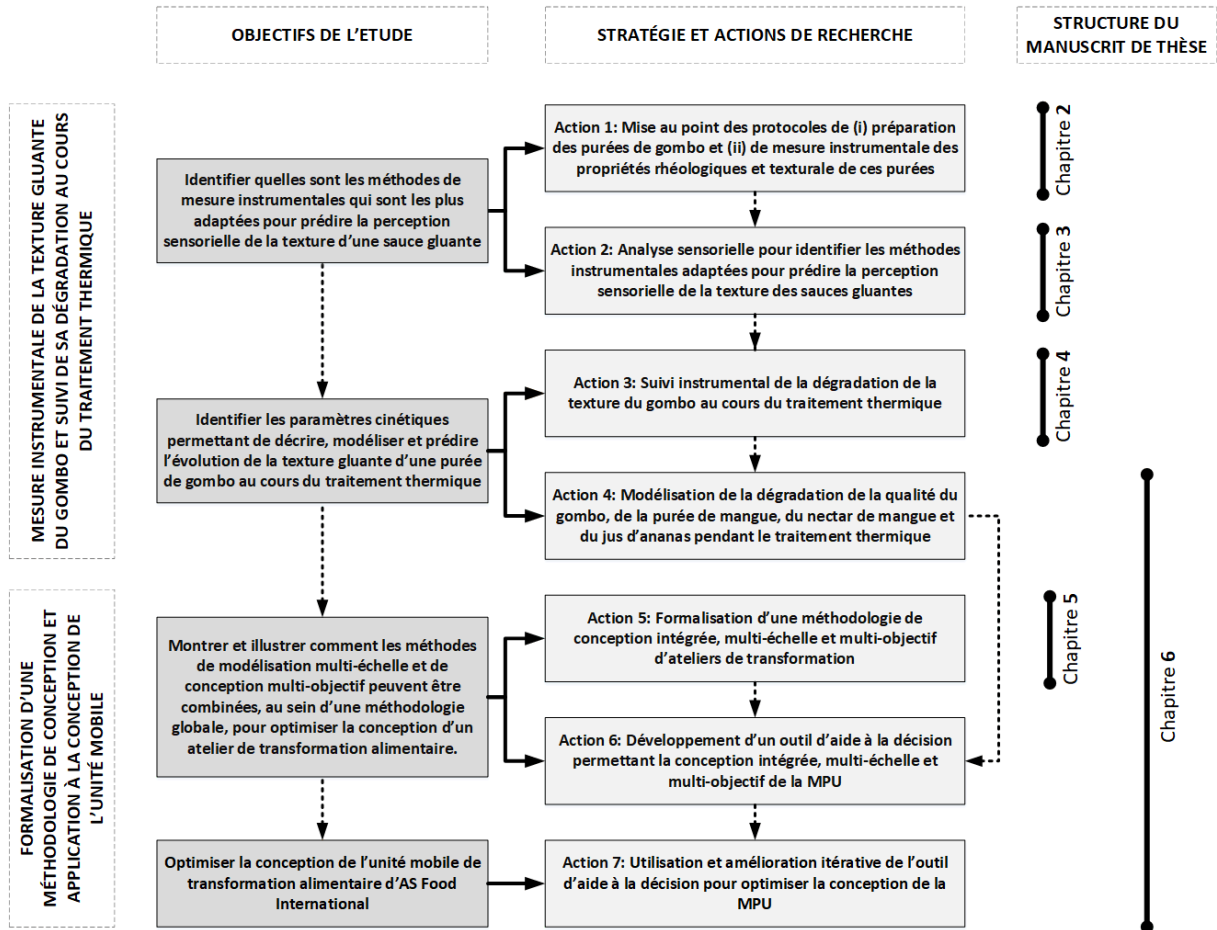 OBJECTIFS DE L'ETUDE
STRATÉGIE ET ACTIONS DE RECHERCHE
STRUCTURE DU
MANUSCRIT DE THÈSE
MESURE INSTRUMENTALE DE LA TEXTURE GLUANTE
DU GOMBO ET SUIVI DE SA DÉGRADATION AU COURS
DU TRAITEMENT THERMIQUE
Identifier quelles sont les méthodes de
mesure instrumentales qui sont les plus
adaptées pour prédire la perception
sensorielle de la texture d'une sauce gluante
Action 1: Mise au point des protocoles de (i) préparation
des purées de gombo et (ii) de mesure instrumentale des
propriétés rhéologiques et texturale de ces purées
Chapitre 2
Action 2: Analyse sensorielle pour identifier les méthodes
instrumentales adaptées pour prédire la perception
sensorielle de la texture des sauces gluantes
Chapitre 3
Identifier les paramètres cinétiques
permettant de décrire, modéliser et prédire
l'évolution de la texture gluante d'une purée
de gombo au cours du traitement thermique
Action 3: Suivi instrumental de la dégradation de la
texture du gombo au cours du traitement thermique
Chapitre 4
Action 4: Modélisation de la dégradation de la qualité du
gombo, de la purée de mangue, du nectar de mangue et
du jus d'ananas pendant le traitement thermique
FORMALISATION D'UNE
MÉTHODOLOGIE DE CONCEPTION ET
APPLICATION À LA CONCEPTION DE
L'UNITÉ MOBILE
Montrer et illustrer comment les méthodes
de modélisation multi-échelle et de
conception multi-objectif peuvent être
combinées, au sein d'une méthodologie
globale, pour optimiser la conception d'un
atelier de transformation alimentaire.
Action 5: Formalisation d'une méthodologie de
conception intégrée, multi-échelle et multi-objectif
d'ateliers de transformation
Chapitre 5
Action 6: Développement d'un outil d'aide à la décision
permettant la conception intégrée, multi-échelle et
multi-objectif de la MPU
Chapitre 6
Optimiser la conception de l'unité mobile de
transformation alimentaire d'AS Food
International
Action 7: Utilisation et amélioration itérative de l'outil
d'aide à la décision pour optimiser la conception de la
MPU